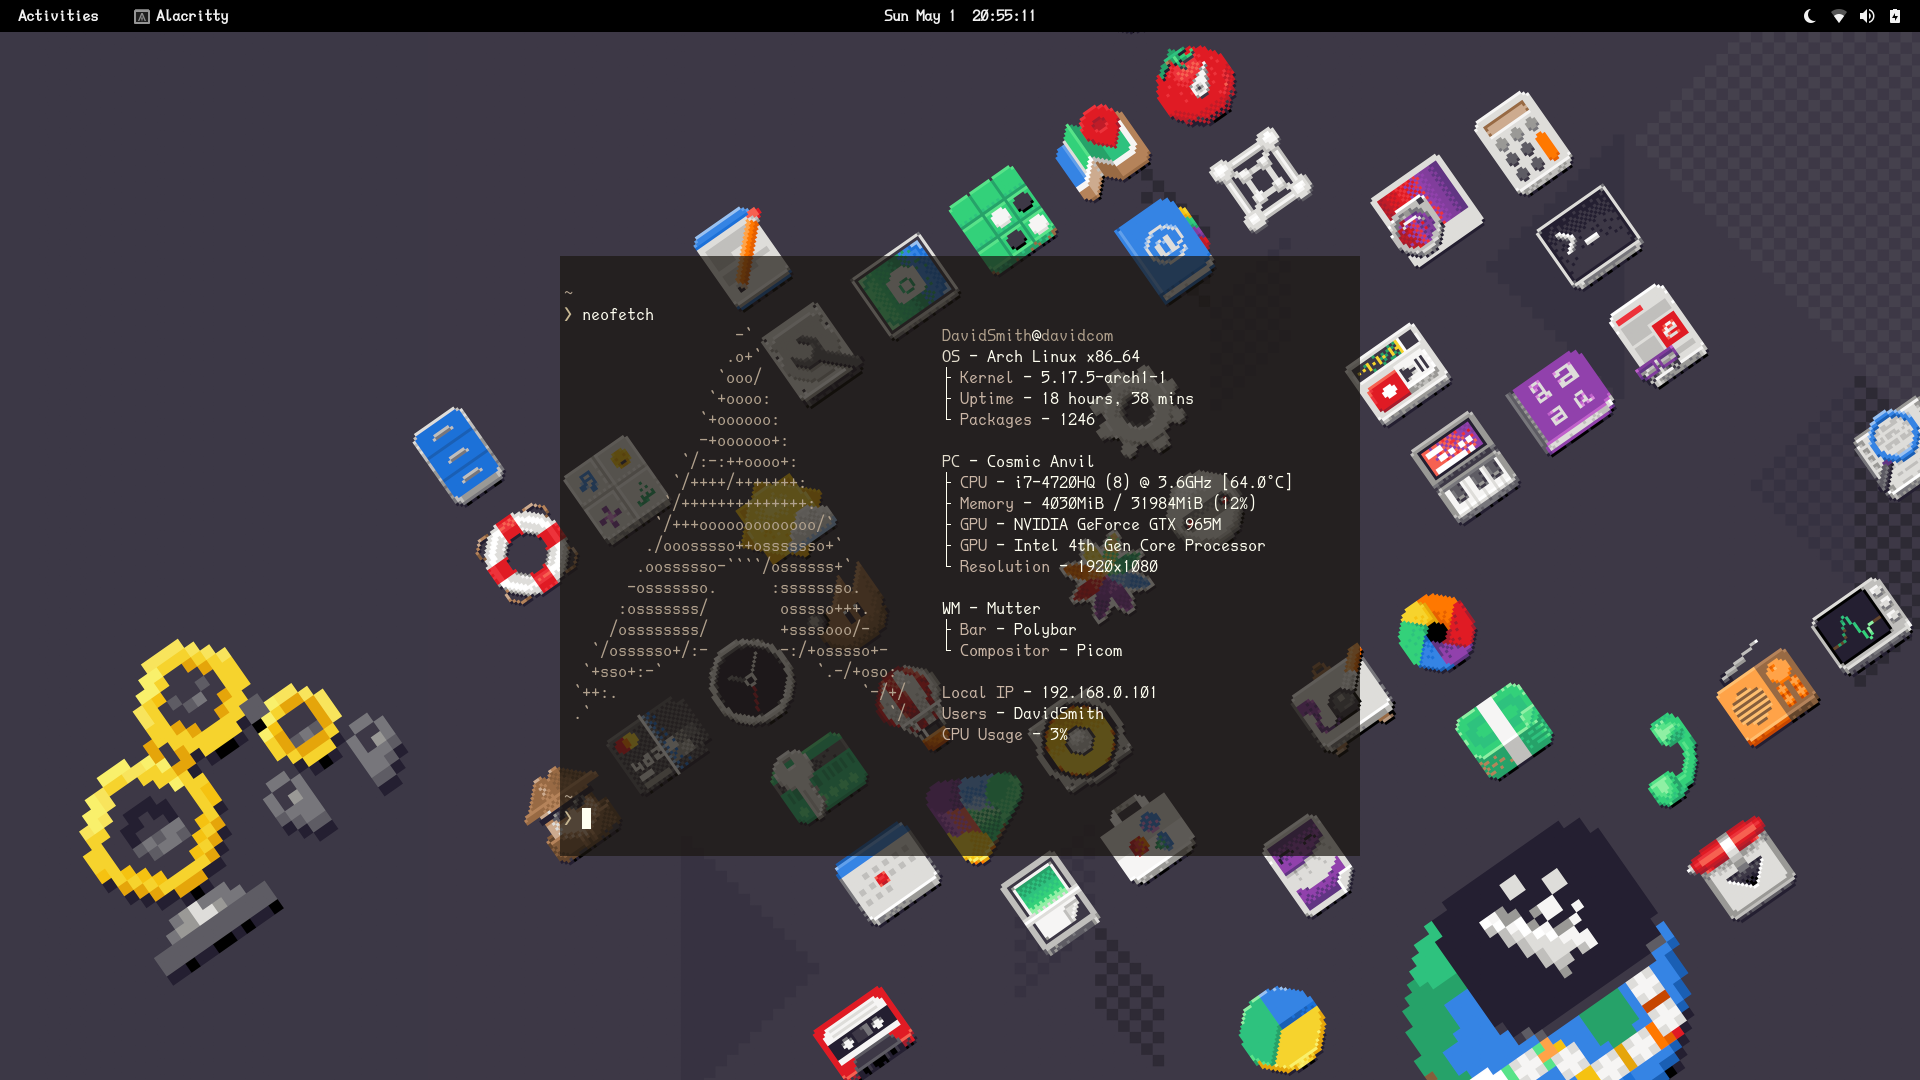 Activities Alacritty Sun May 1 20:55:11
~
❯ neofetch
-`
.o+`
`ooo/
`+oooo:
`+oooooo:
-+oooooo+:
`/:-:++oooo+:
`/++++/+++++++:
`/++++++++++++++:
`/+++ooooooooooooo/`
./ooosssso++osssssso+`
.oossssso-````/ossssss+`
-osssssso.      :ssssssso.
:osssssss/        osssso+++.
/ossssssss/        +ssssooo/-
`/ossssso+/:-        -:/+osssso+-
`+sso+:-`                 `.-/+oso:
`++:.                           `-/+/
.`                                 `/
DavidSmith@davidcom
OS - Arch Linux x86_64
├ Kernel - 5.17.5-arch1-1
├ Uptime - 18 hours, 38 mins
└ Packages - 1246
PC - Cosmic Anvil
├ CPU - i7-4720HQ (8) @ 3.6GHz [64.0°C]
├ Memory - 4030MiB / 31984MiB (12%)
├ GPU - NVIDIA GeForce GTX 965M
├ GPU - Intel 4th Gen Core Processor
└ Resolution - 1920x1080
WM - Mutter
├ Bar - Polybar
└ Compositor - Picom
Local IP - 192.168.0.101
Users - DavidSmith
CPU Usage - 3%
~
❯